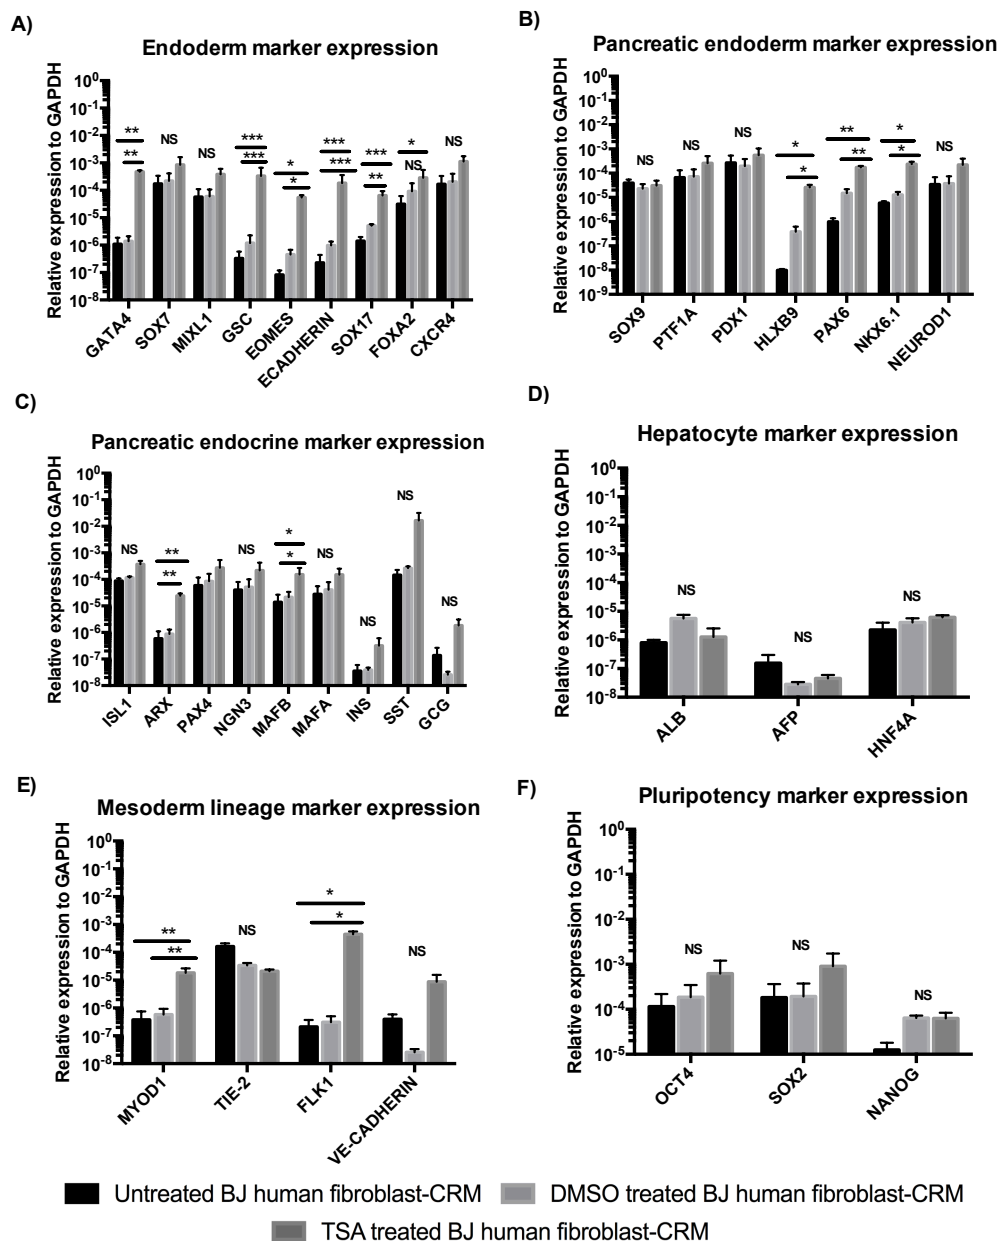 A)
Endoderm marker expression
Relative expression to GAPDH
10⁰
10⁻¹
10⁻²
10⁻³
10⁻⁴
10⁻⁵
10⁻⁶
10⁻⁷
10⁻⁸
** ** NS NS *** *** * * *** *** *** ** * NS NS
GATA4 SOX7 MIXL1 GSC EOMES ECADHERIN SOX17 FOXA2 CXCR4
B)
Pancreatic endoderm marker expression
Relative expression to GAPDH
10⁰
10⁻¹
10⁻²
10⁻³
10⁻⁴
10⁻⁵
10⁻⁶
10⁻⁷
10⁻⁸
10⁻⁹
NS NS NS * * ** ** * * NS
SOX9 PTF1A PDX1 HLXB9 PAX6 NKX6.1 NEUROD1
C)
Pancreatic endocrine marker expression
Relative expression to GAPDH
10⁰
10⁻¹
10⁻²
10⁻³
10⁻⁴
10⁻⁵
10⁻⁶
10⁻⁷
10⁻⁸
NS ** ** NS NS * * NS NS NS NS
ISL1 ARX PAX4 NGN3 MAFB MAFA INS SST GCG
D)
Hepatocyte marker expression
Relative expression to GAPDH
10⁰
10⁻¹
10⁻²
10⁻³
10⁻⁴
10⁻⁵
10⁻⁶
10⁻⁷
10⁻⁸
NS NS NS
ALB AFP HNF4A
E)
Mesoderm lineage marker expression
Relative expression to GAPDH
10⁰
10⁻¹
10⁻²
10⁻³
10⁻⁴
10⁻⁵
10⁻⁶
10⁻⁷
10⁻⁸
** ** NS * * NS
MYOD1 TIE-2 FLK1 VE-CADHERIN
F)
Pluripotency marker expression
Relative expression to GAPDH
10⁰
10⁻¹
10⁻²
10⁻³
10⁻⁴
10⁻⁵
NS NS NS
OCT4 SOX2 NANOG
Untreated BJ human fibroblast-CRM
DMSO treated BJ human fibroblast-CRM
TSA treated BJ human fibroblast-CRM